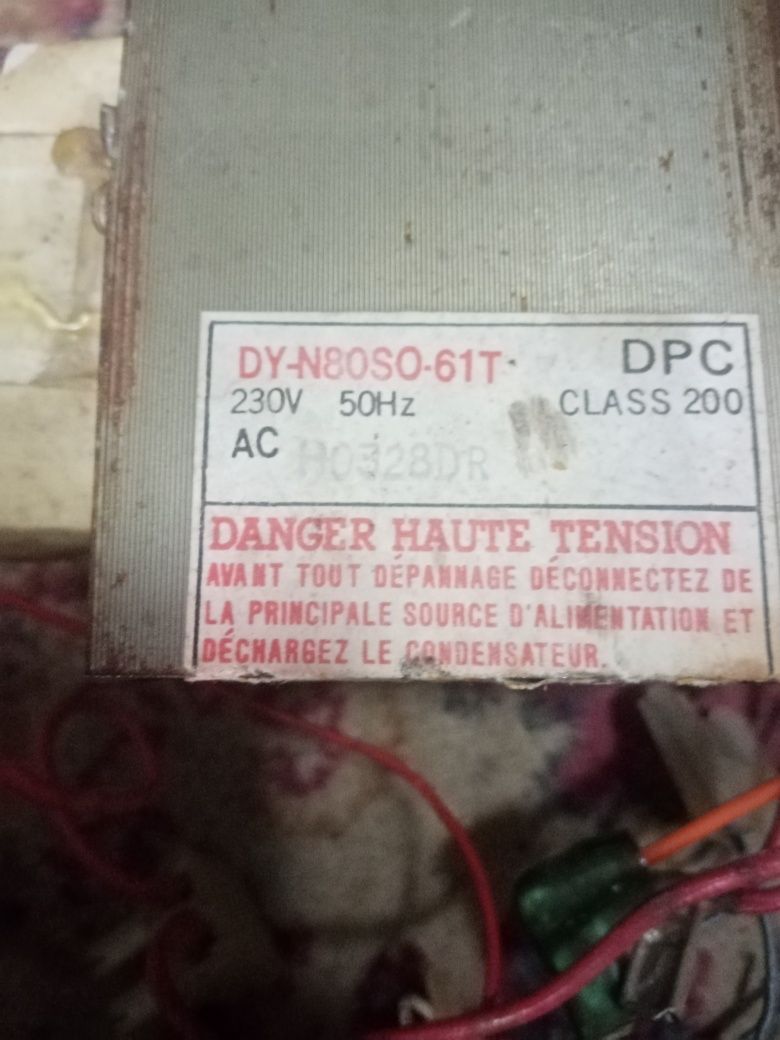 DY-N80SO-61T DPC
230V 50Hz CLASS 200
AC H0328DR
DANGER HAUTE TENSION
AVANT TOUT DÉPANNAGE DÉCONNECTEZ DE
LA PRINCIPALE SOURCE D'ALIMENTATION ET
DÉCHARGEZ LE CONDENSATEUR.